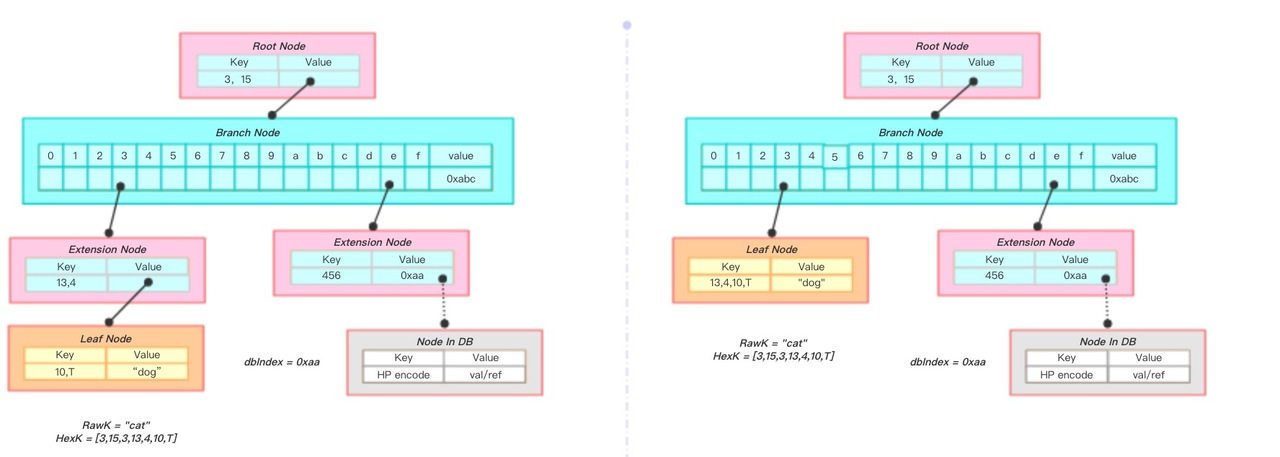 Root Node
Key Value
3, 15
Branch Node
0 1 2 3 4 5 6 7 8 9 a b c d e f value
0xabc
Extension Node
Key Value
13,4
Extension Node
Key Value
456 0xaa
Leaf Node
Key Value
10,T “dog”
dbIndex = 0xaa
Node In DB
Key Value
HP encode val/ref
RawK = "cat"
HexK = [3,15,3,13,4,10,T]
Root Node
Key Value
3, 15
Branch Node
0 1 2 3 4 5 6 7 8 9 a b c d e f value
0xabc
Leaf Node
Key Value
13,4,10,T “dog”
Extension Node
Key Value
456 0xaa
RawK = "cat"
HexK = [3,15,3,13,4,10,T]
dbIndex = 0xaa
Node In DB
Key Value
HP encode val/ref